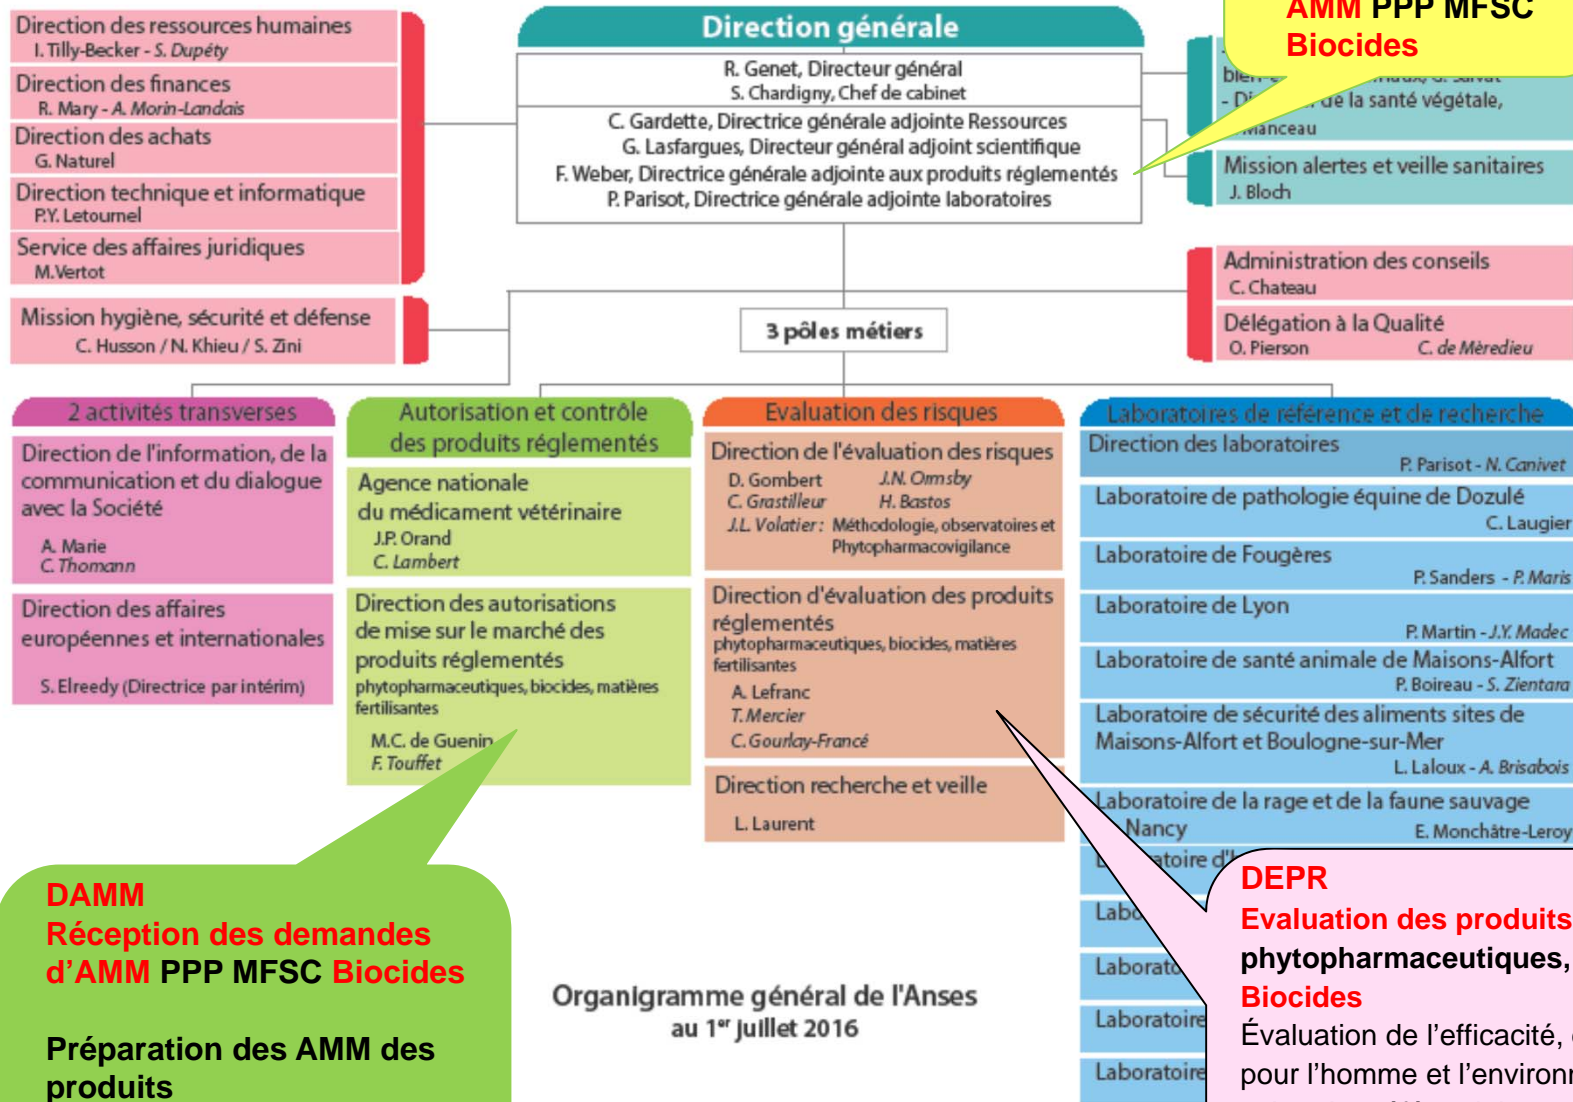 Direction des ressources humaines
I. Tilly-Becker - S. Dupéty
Direction des finances
R. Mary - A. Morin-Landais
Direction des achats
G. Naturel
Direction technique et informatique
P.Y. Letournel
Service des affaires juridiques
M.Vertot
Mission hygiène, sécurité et défense
C. Husson / N. Khieu / S. Zini
Direction générale
R. Genet, Directeur général
S. Chardigny, Chef de cabinet
C. Gardette, Directrice générale adjointe Ressources
G. Lasfargues, Directeur général adjoint scientifique
F. Weber, Directrice générale adjointe aux produits réglementés
P. Parisot, Directrice générale adjointe laboratoires
AMM PPP MFSC
Biocides
de la santé végétale,
Manceau
Mission alertes et veille sanitaires
J. Bloch
Administration des conseils
C. Chateau
Délégation à la Qualité
O. Pierson C. de Mèredieu
3 pôles métiers
2 activités transverses
Direction de l'information, de la
communication et du dialogue
avec la Société
A. Marie
C. Thomann
Direction des affaires
européennes et internationales
S. Elreedy (Directrice par intérim)
Autorisation et contrôle
des produits réglementés
Agence nationale
du médicament vétérinaire
J.P. Orand
C. Lambert
Direction des autorisations
de mise sur le marché des
produits réglementés
phytopharmaceutiques, biocides, matières
fertilisantes
M.C. de Guenin
F. Touffet
Evaluation des risques
Direction de l'évaluation des risques
D. Gombert J.N. Ormsby
C. Grastilleur H. Bastos
J.L. Volatier : Méthodologie, observatoires et
Phytopharmacovigilance
Direction d'évaluation des produits
réglementés
phytopharmaceutiques, biocides, matières
fertilisantes
A. Lefranc
T. Mercier
C. Gourlay-Francé
Direction recherche et veille
L. Laurent
Laboratoires de référence et de recherche
Direction des laboratoires
P. Parisot - N. Canivet
Laboratoire de pathologie équine de Dozulé
C. Laugier
Laboratoire de Fougères
P. Sanders - P. Maris
Laboratoire de Lyon
P. Martin - J.Y. Madec
Laboratoire de santé animale de Maisons-Alfort
P. Boireau - S. Zientara
Laboratoire de sécurité des aliments sites de
Maisons-Alfort et Boulogne-sur-Mer
L. Laloux - A. Brisabois
Laboratoire de la rage et de la faune sauvage
Nancy E. Monchâtre-Leroy
Laboratoire
DAMM
Réception des demandes
d’AMM PPP MFSC Biocides
Préparation des AMM des
produits
Organigramme général de l'Anses
au 1er juillet 2016
DEPR
Evaluation des produits
phytopharmaceutiques,
Biocides
Évaluation de l’efficacité,
Laboratoire
pour l’homme et